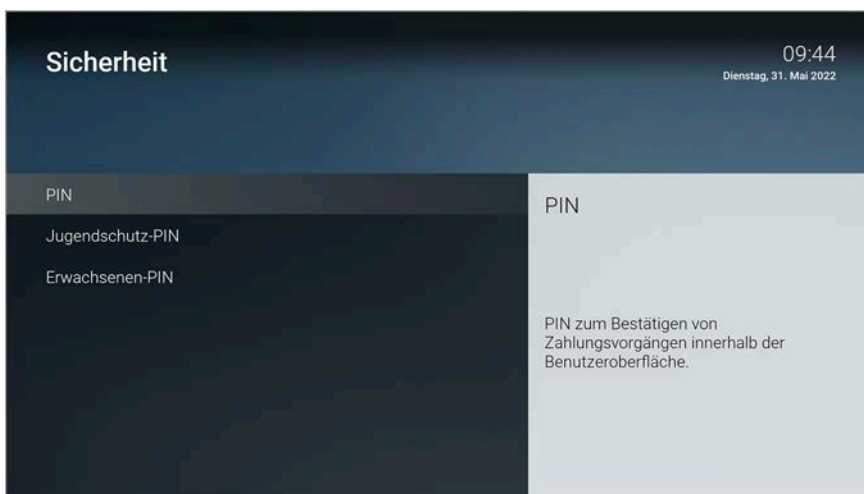 Sicherheit
09:44
Dienstag, 31. Mai 2022
PIN
Jugendschutz-PIN
Erwachsenen-PIN
PIN
PIN zum Bestätigen von
Zahlungsvorgängen innerhalb der
Benutzeroberfläche.